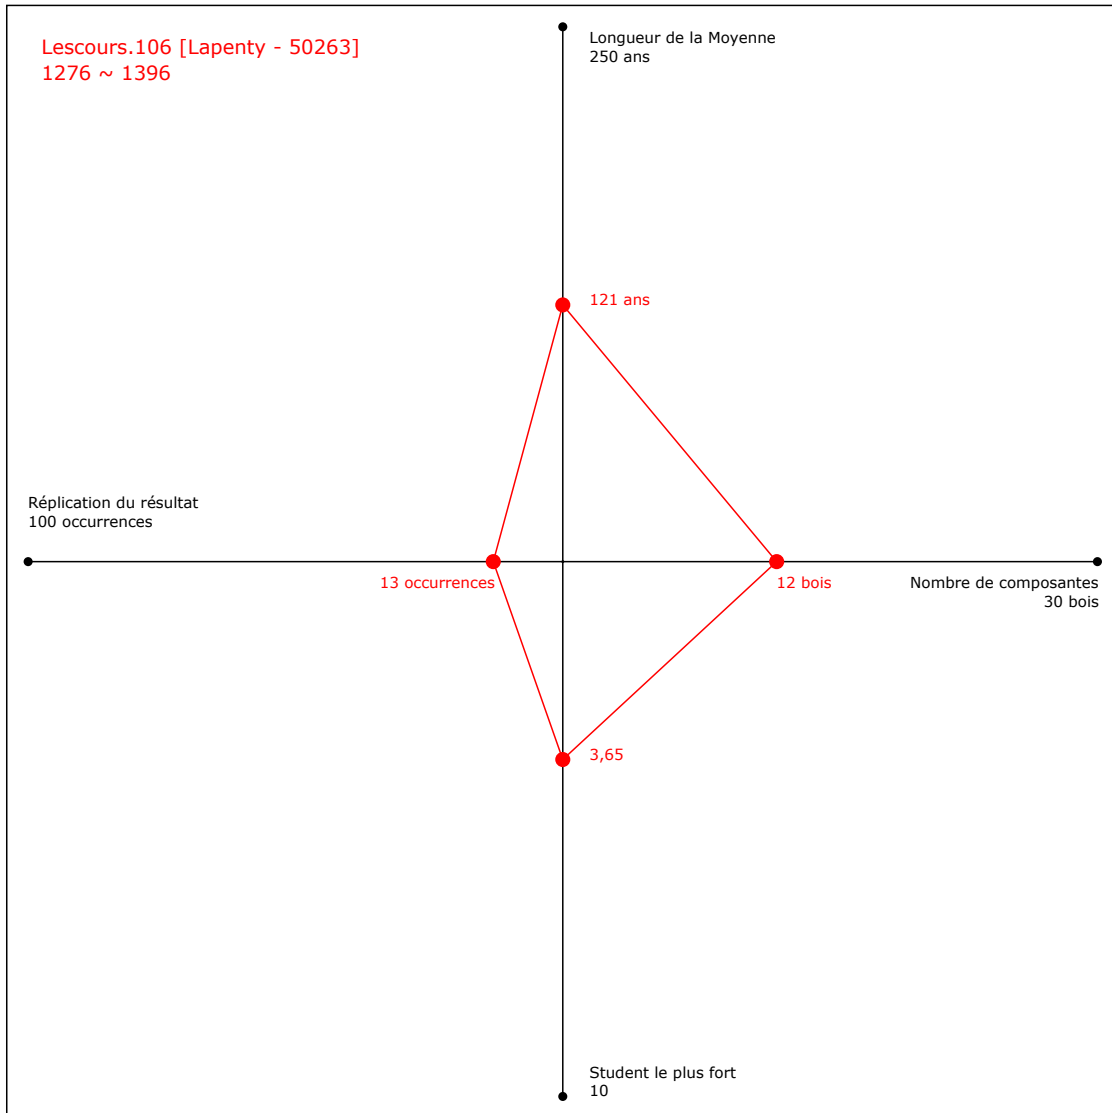 Lescours.106 [Lapenty - 50263]
1276 ~ 1396
Longueur de la Moyenne
250 ans
121 ans
Réplication du résultat
100 occurrences
13 occurrences
12 bois
Nombre de composantes
30 bois
3,65
Student le plus fort
10